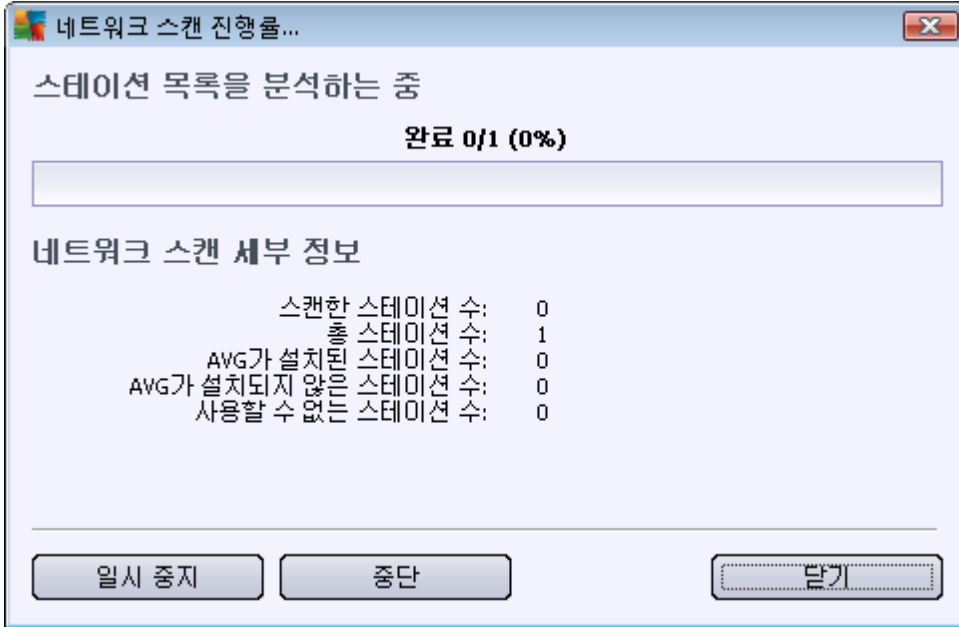 네트워크 스캔 진행률...
스테이션 목록을 분석하는 중
완료 0/1 (0%)
네트워크 스캔 세부 정보
스캔한 스테이션 수: 0
총 스테이션 수: 1
AVG가 설치된 스테이션 수: 0
AVG가 설치되지 않은 스테이션 수: 0
사용할 수 없는 스테이션 수: 0
일시 중지 중단 닫기